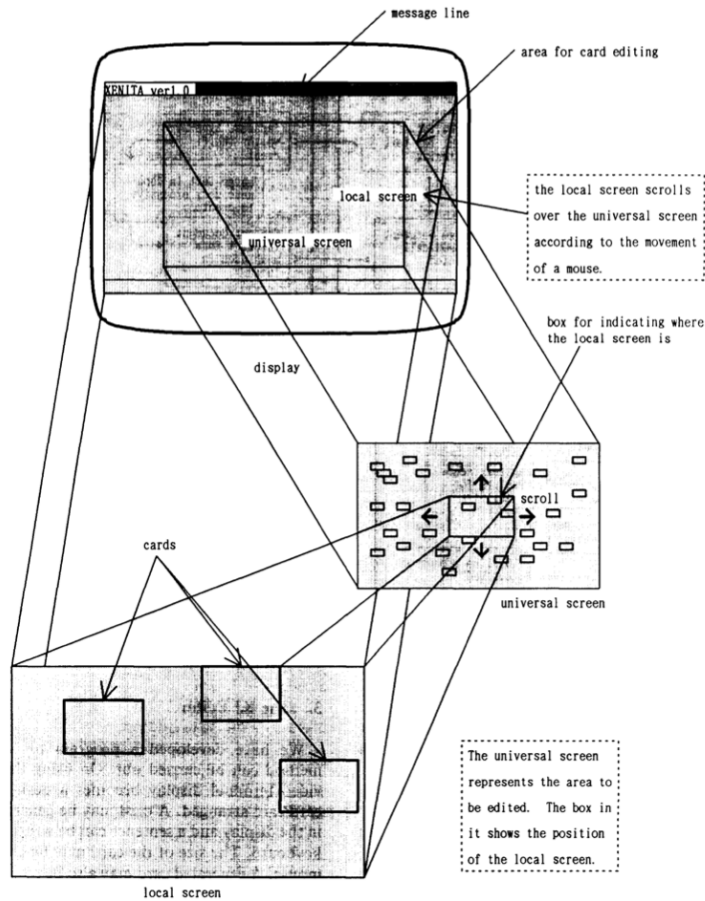 message line
area for card editing
XENITA ver1.0
local screen
universal screen
the local screen scrolls
over the universal screen
according to the movement
of a mouse.
box for indicating where
the local screen is
display
scroll
cards
universal screen
The universal screen
represents the area to
be edited. The box in
it shows the position
of the local screen.
local screen